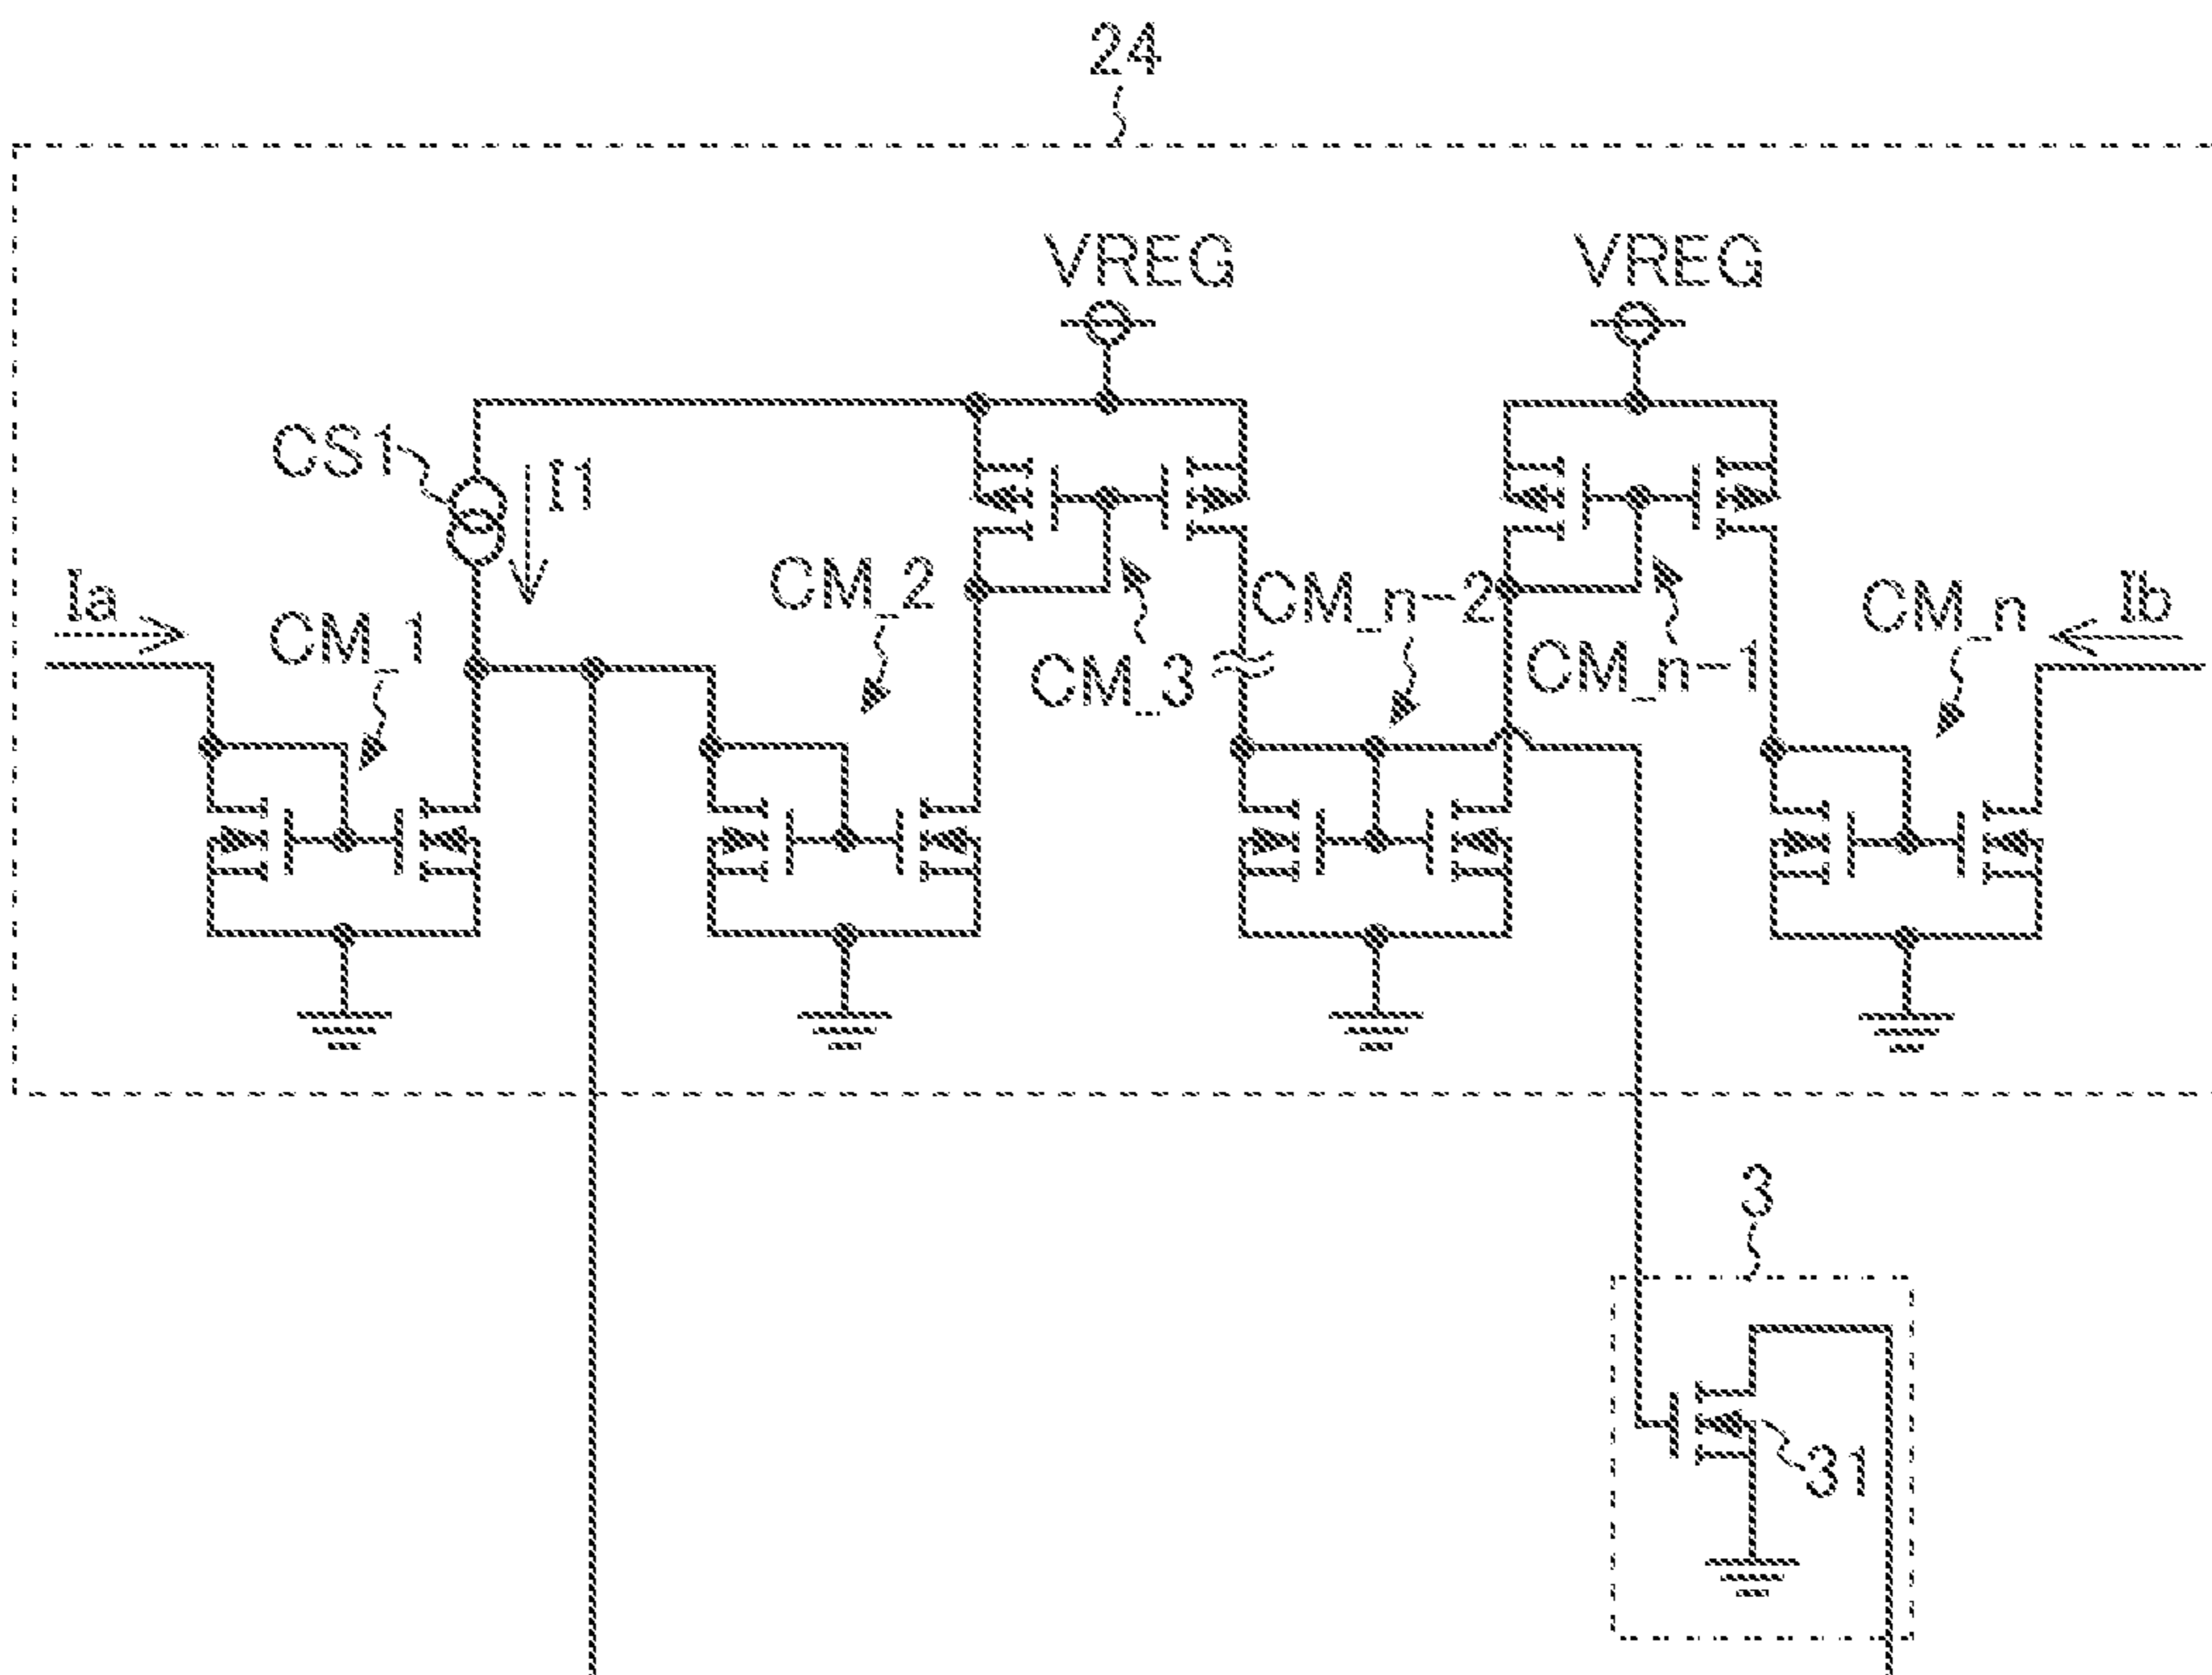 24
VREG
VREG
CS1
I1
Ia
CM_1
CM_2
CM_3
CM_n-2
CM_n-1
CM_n
Ib
3
31